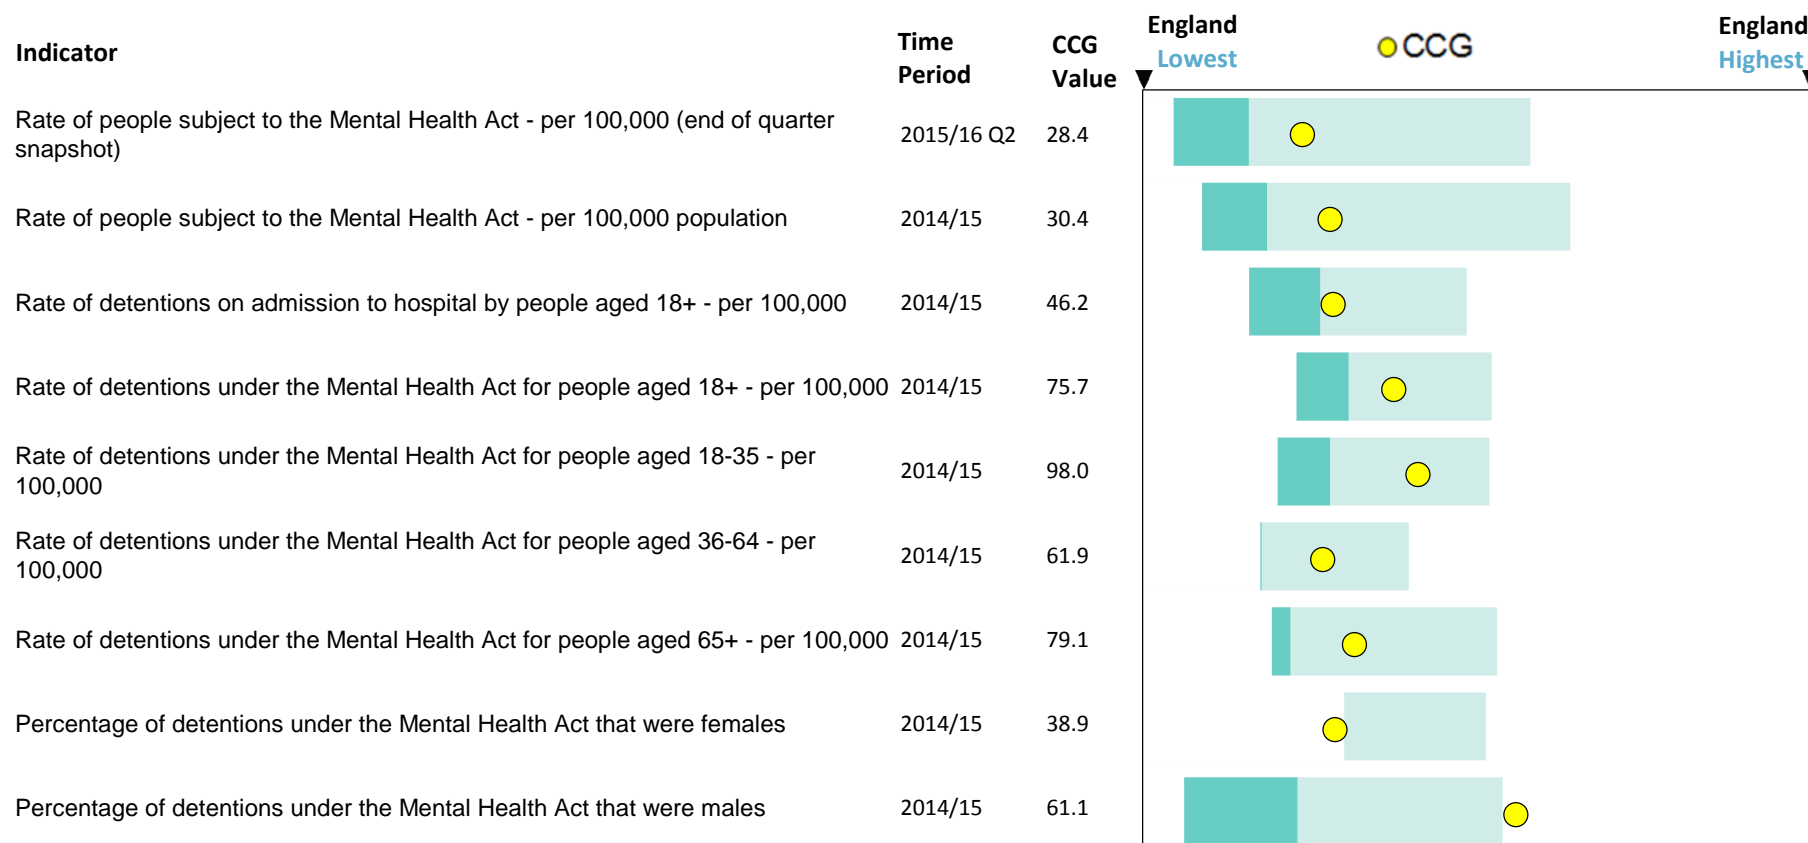 Indicator
Time Period
CCG Value
England Lowest
CCG
England Highest
Rate of people subject to the Mental Health Act - per 100,000 (end of quarter
snapshot)
2015/16 Q2
28.4
Rate of people subject to the Mental Health Act - per 100,000 population
2014/15
30.4
Rate of detentions on admission to hospital by people aged 18+ - per 100,000
2014/15
46.2
Rate of detentions under the Mental Health Act for people aged 18+ - per 100,000
2014/15
75.7
Rate of detentions under the Mental Health Act for people aged 18-35 - per
100,000
2014/15
98.0
Rate of detentions under the Mental Health Act for people aged 36-64 - per
100,000
2014/15
61.9
Rate of detentions under the Mental Health Act for people aged 65+ - per 100,000
2014/15
79.1
Percentage of detentions under the Mental Health Act that were females
2014/15
38.9
Percentage of detentions under the Mental Health Act that were males
2014/15
61.1